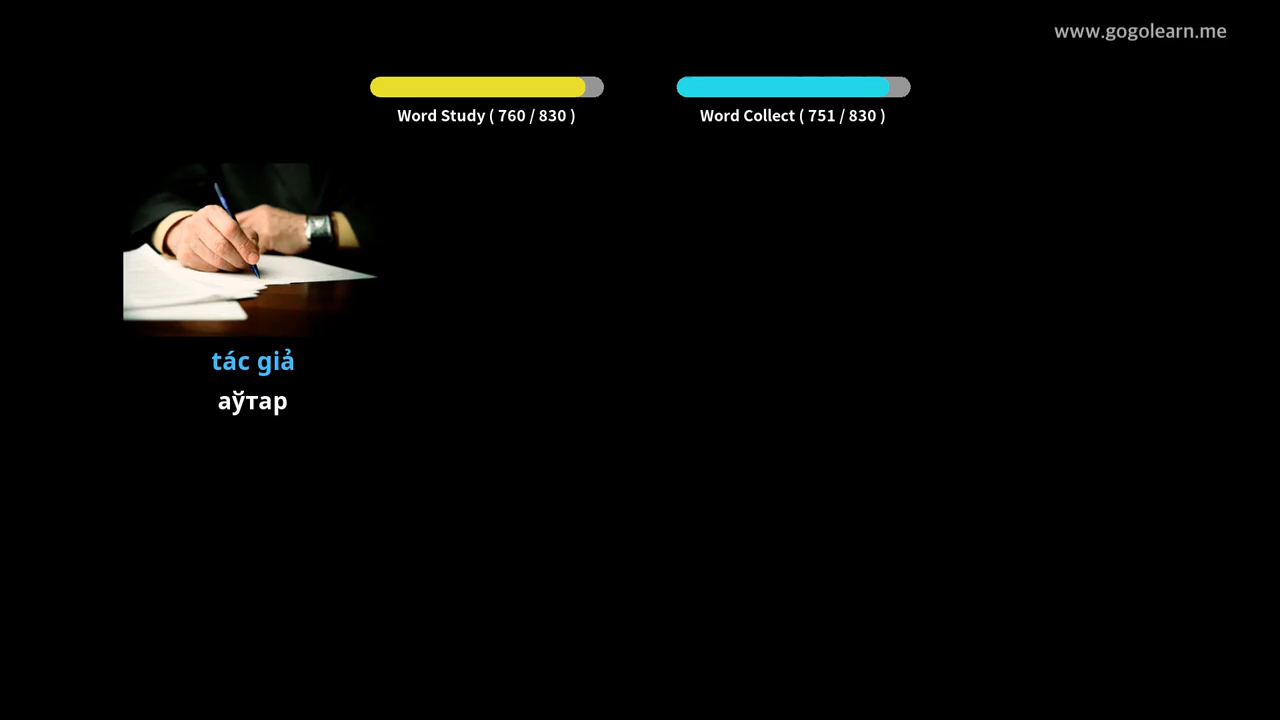 www.gogolearn.me
Word Study ( 760 / 830 )
Word Collect ( 751 / 830 )
tác giả
аўтар